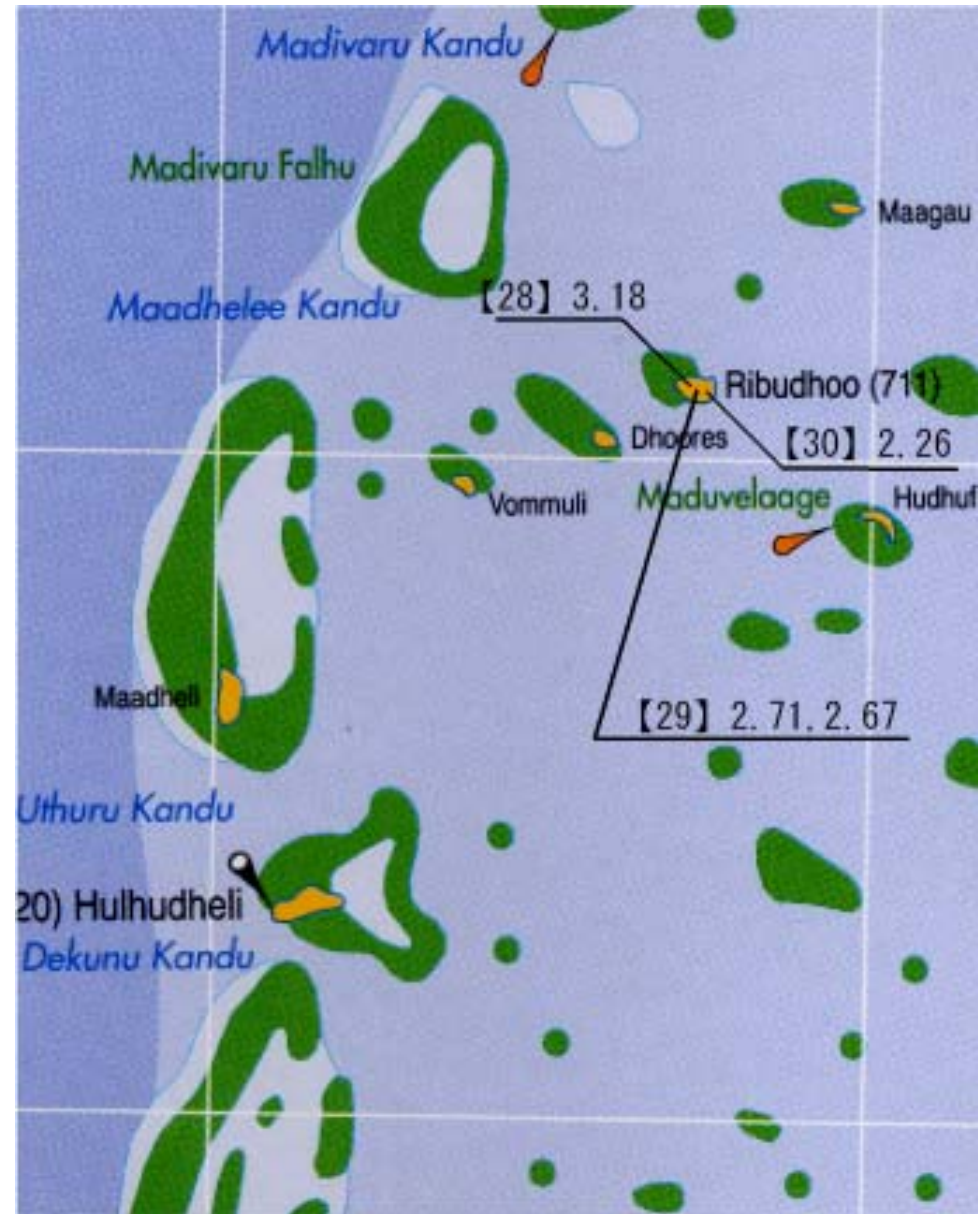 Madivaru Kandu
Madivaru Falhu
Maagau
Maadhelee Kandu
【28】 3.18
Ribudhoo (711)
Dhoores
【30】 2.26
Vommuli
Maduvelaage
Hudhuf
Maadheli
【29】 2.71.2.67
Uthuru Kandu
20) Hulhudheli
Dekunu Kandu